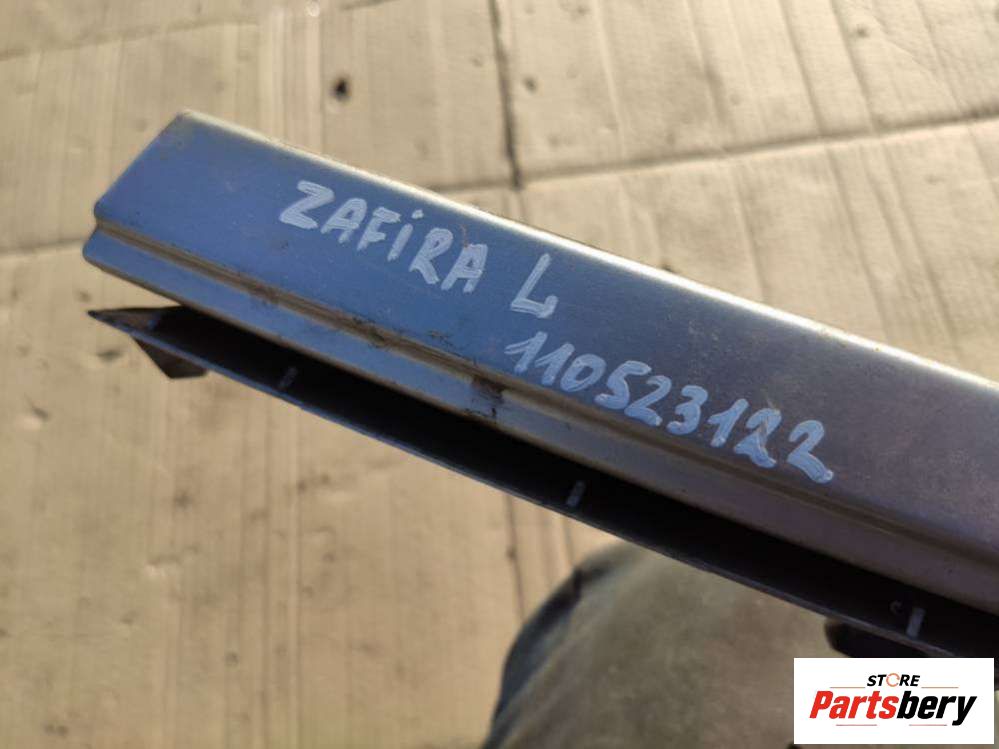 ZAFiRA L
110523122
STORE
Partsbery